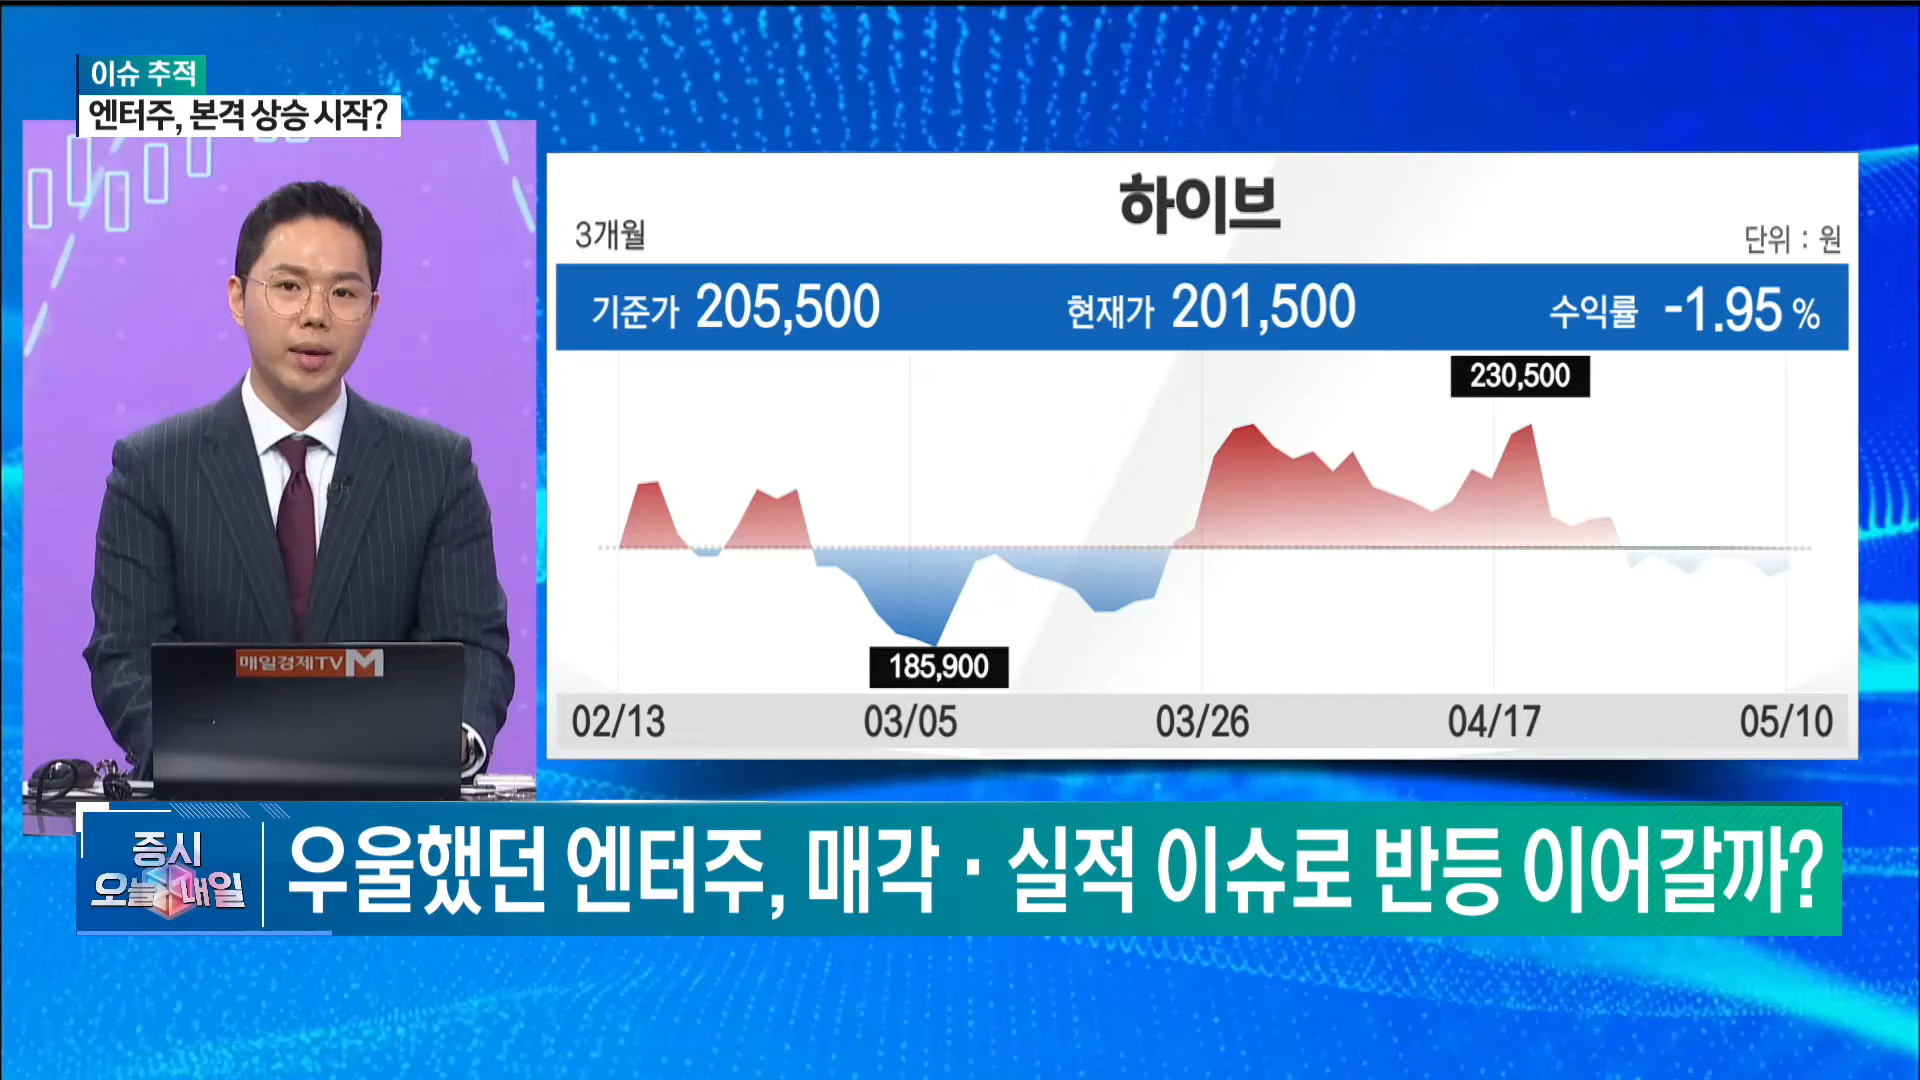 이슈 추적
엔터주, 본격 상승 시작?
하이브
3개월
단위 : 원
기준가 205,500 현재가 201,500 수익률 -1.95 %
230,500
185,900
02/13 03/05 03/26 04/17 05/10
매일경제TV M
증시
오늘 매일
우울했던 엔터주, 매각 · 실적 이슈로 반등 이어갈까?